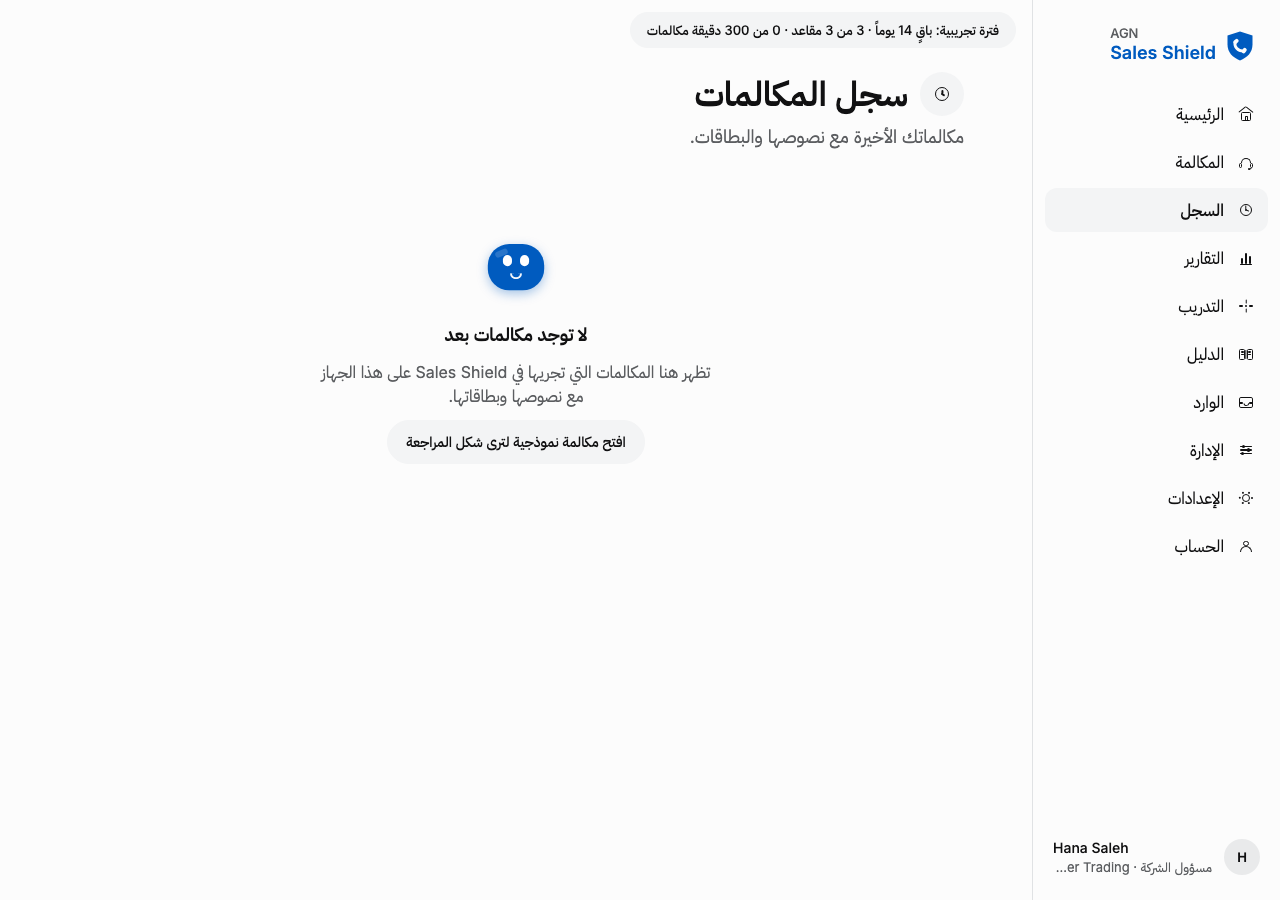 AGN
Sales Shield
الرئيسية
المكالمة
السجل
التقارير
التدريب
الدليل
الوارد
الإدارة
الإعدادات
الحساب
H
Hana Saleh
مسؤول الشركة · er Trading...
فترة تجريبية: باقٍ 14 يوماً · 3 من 3 مقاعد · 0 من 300 دقيقة مكالمات
سجل المكالمات
مكالماتك الأخيرة مع نصوصها والبطاقات.
لا توجد مكالمات بعد
تظهر هنا المكالمات التي تجريها في Sales Shield على هذا الجهاز
مع نصوصها وبطاقاتها.
افتح مكالمة نموذجية لترى شكل المراجعة